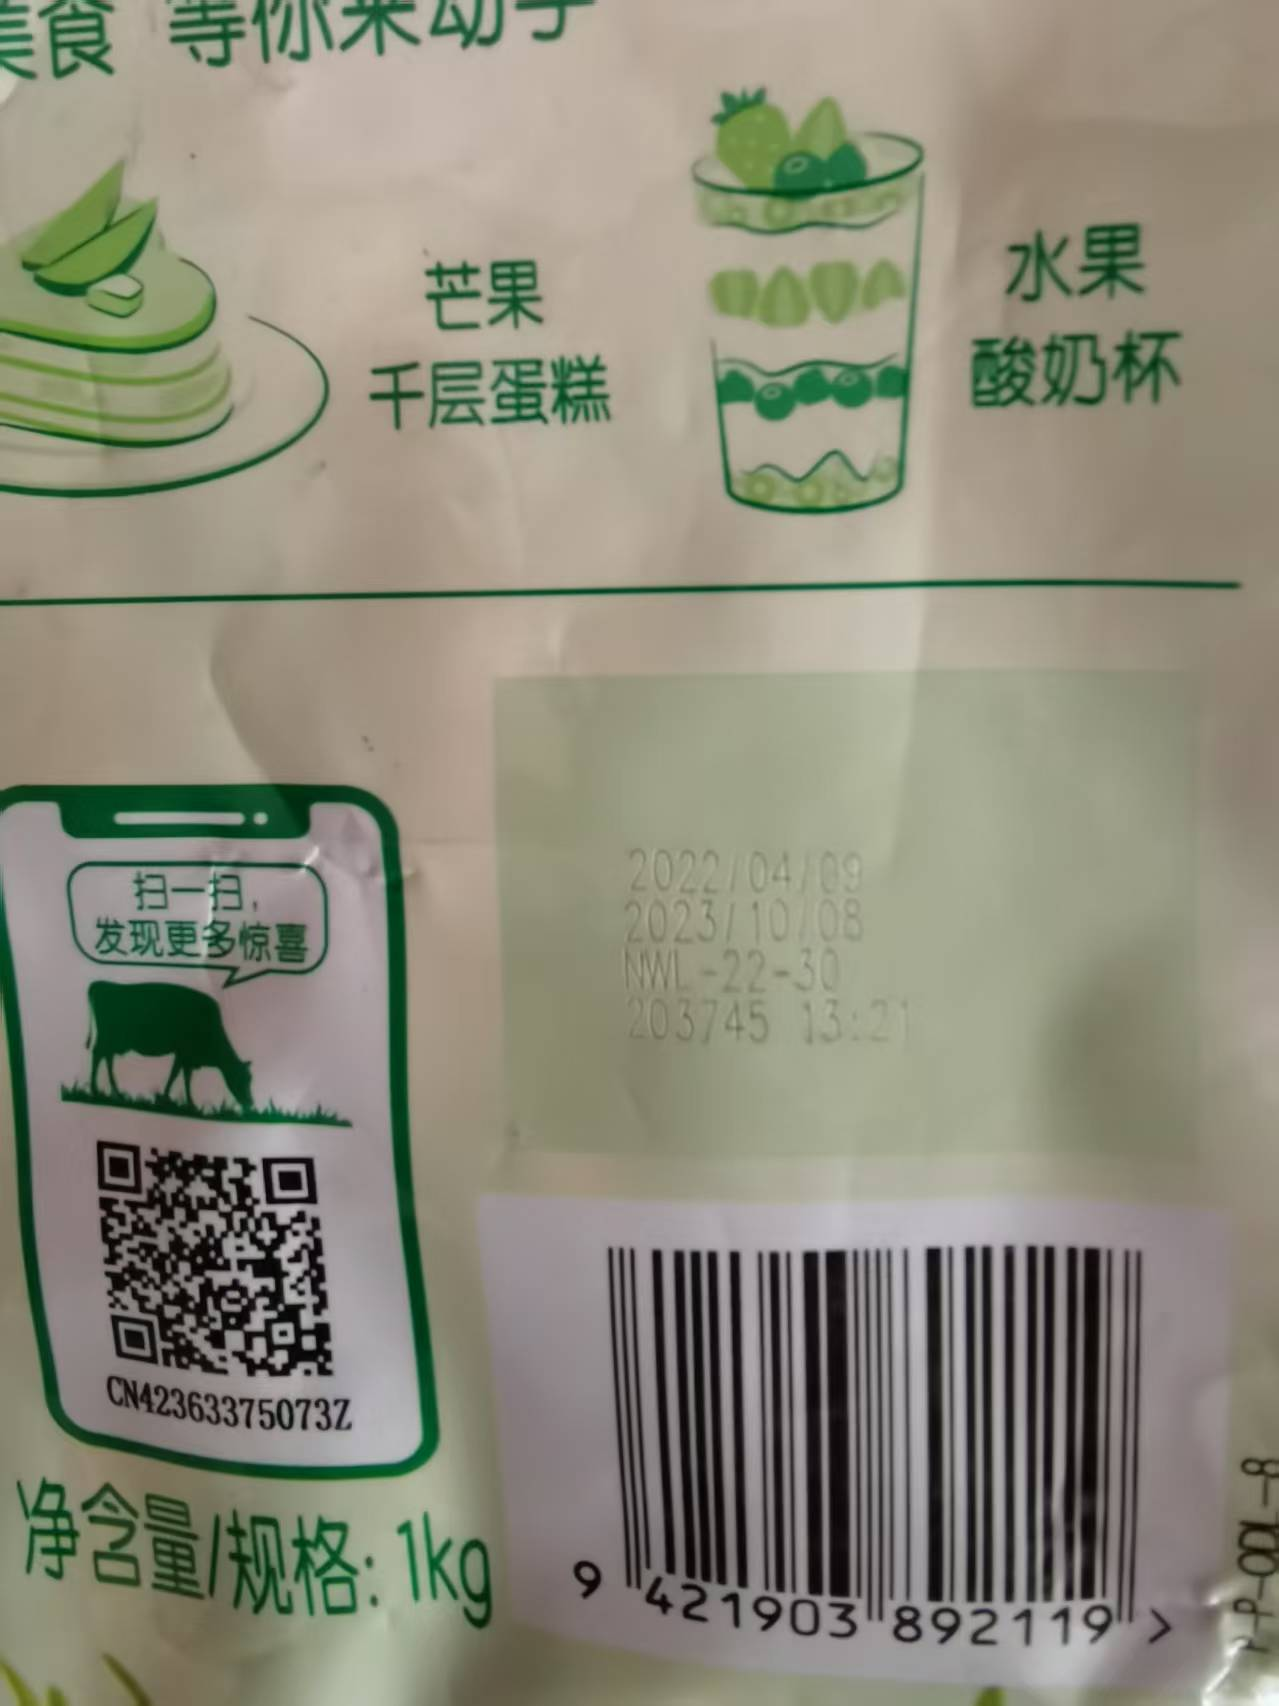 美食 等你来动手
芒果
千层蛋糕
水果
酸奶杯
扫一扫，
发现更多惊喜
CN42363375073Z
净含量/规格: 1kg
2022/04/09
2023/10/08
NWL-22-30
203745 13:21
9 421903 892119 >